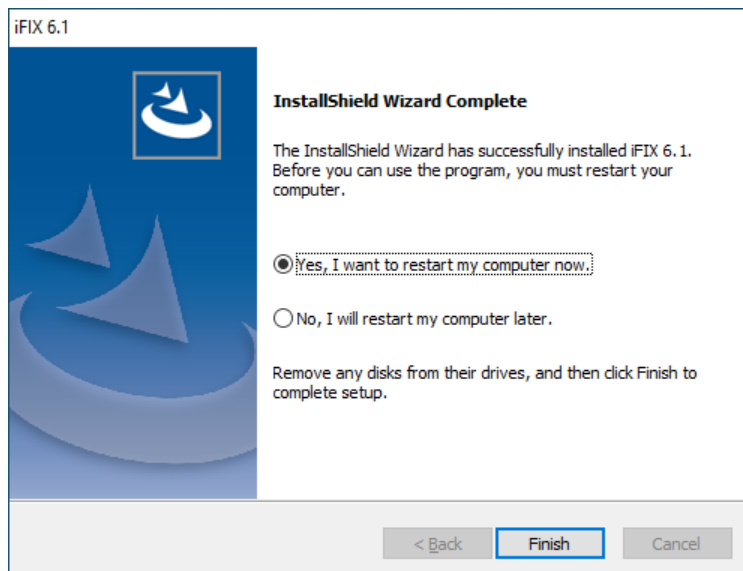 iFIX 6.1
InstallShield Wizard Complete
The InstallShield Wizard has successfully installed iFIX 6.1.
Before you can use the program, you must restart your
computer.
Yes, I want to restart my computer now.
No, I will restart my computer later.
Remove any disks from their drives, and then click Finish to
complete setup.
< Back Finish Cancel